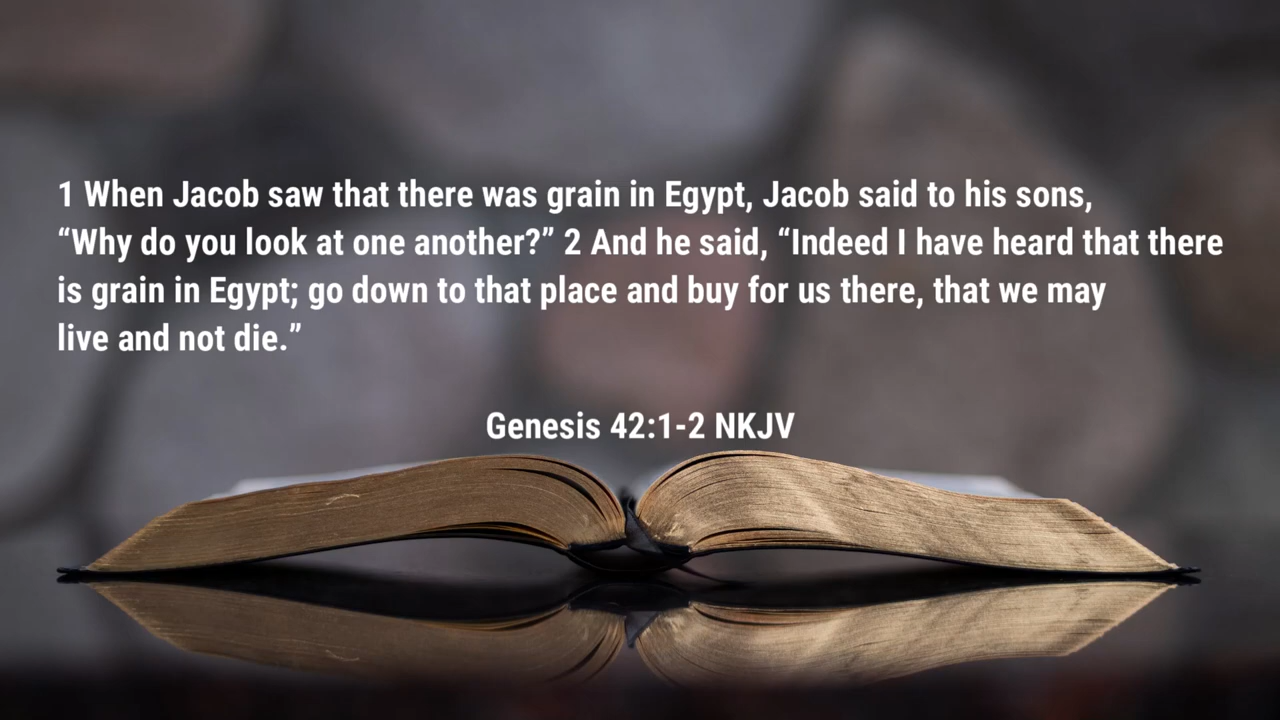 1 When Jacob saw that there was grain in Egypt, Jacob said to his sons,
“Why do you look at one another?” 2 And he said, “Indeed I have heard that there
is grain in Egypt; go down to that place and buy for us there, that we may
live and not die.”
Genesis 42:1-2 NKJV